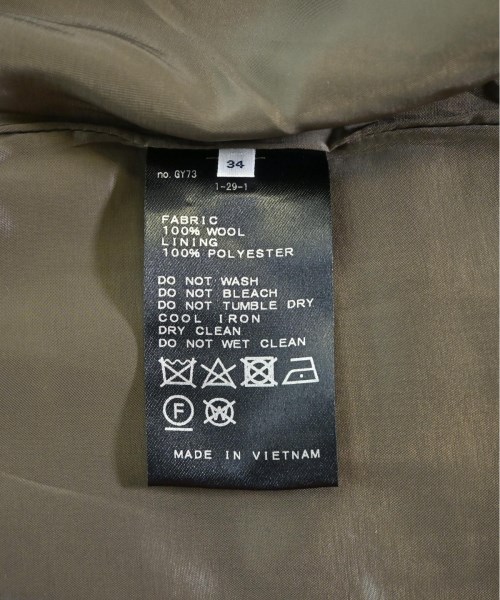 34
no. GY73
1-29-1
FABRIC
100% WOOL
LINING
100% POLYESTER
DO NOT WASH
DO NOT BLEACH
DO NOT TUMBLE DRY
COOL IRON
DRY CLEAN
DO NOT WET CLEAN
F W
MADE IN VIETNAM